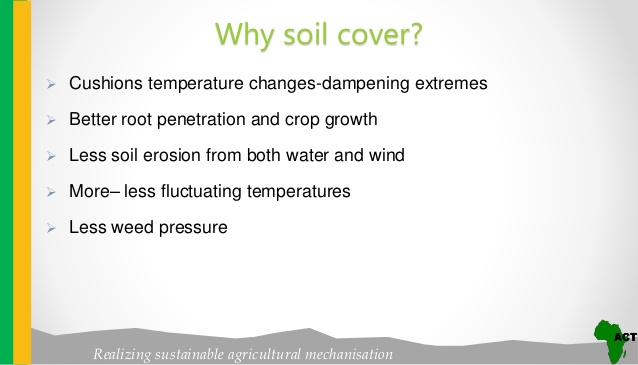 Why soil cover?
Cushions temperature changes-dampening extremes
Better root penetration and crop growth
Less soil erosion from both water and wind
More– less fluctuating temperatures
Less weed pressure
ACT
Realizing sustainable agricultural mechanisation